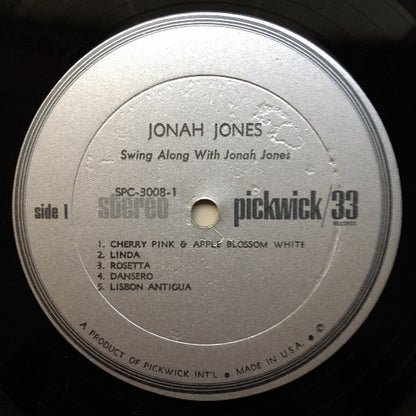 JONAH JONES
Swing Along With Jonah Jones
SPC-3008-1
side 1 stereo pickwick/33
RECORDS
1. CHERRY PINK & APPLE BLOSSOM WHITE
2. LINDA
3. ROSETTA
4. DANSERO
5. LISBON ANTIGUA
A PRODUCT OF PICKWICK INT'L ● MADE IN U.S.A. ● ©